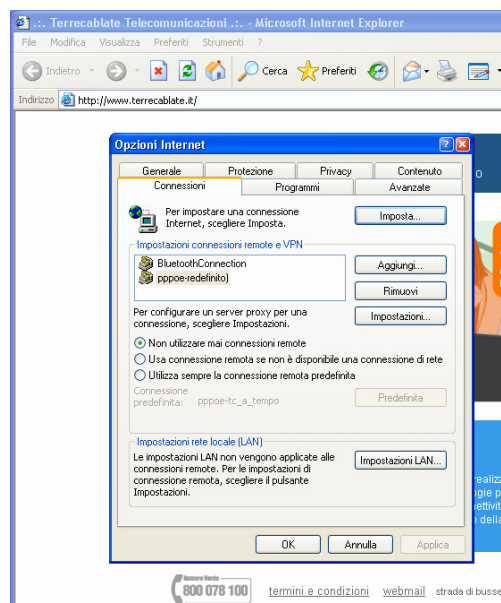 .:. Terrecablate Telecomunicazioni .:. - Microsoft Internet Explorer
File Modifica Visualizza Preferiti Strumenti ?
Indietro Cerca Preferiti
Indirizzo http://www.terrecablate.it/
Opzioni Internet
Generale Protezione Privacy Contenuto
Connessioni Programmi Avanzate
Per impostare una connessione
Internet, scegliere Imposta.
Imposta...
Impostazioni connessioni remote e VPN
BluetoothConnection
pppoe-redefinito)
Aggiungi...
Rimuovi
Per configurare un server proxy per una
connessione, scegliere Impostazioni.
Impostazioni...
Non utilizzare mai connessioni remote
Usa connessione remota se non è disponibile una connessione di rete
Utilizza sempre la connessione remota predefinita
Connessione
predefinita: pppoe-tc_a_tempo
Predefinita
Impostazioni rete locale (LAN)
Le impostazioni LAN non vengono applicate alle
connessioni remote. Per le impostazioni di
connessione remota, scegliere il pulsante
Impostazioni.
Impostazioni LAN...
OK Annulla Applica
Numero Verde
800 078 100
termini e condizioni webmail strada di busse